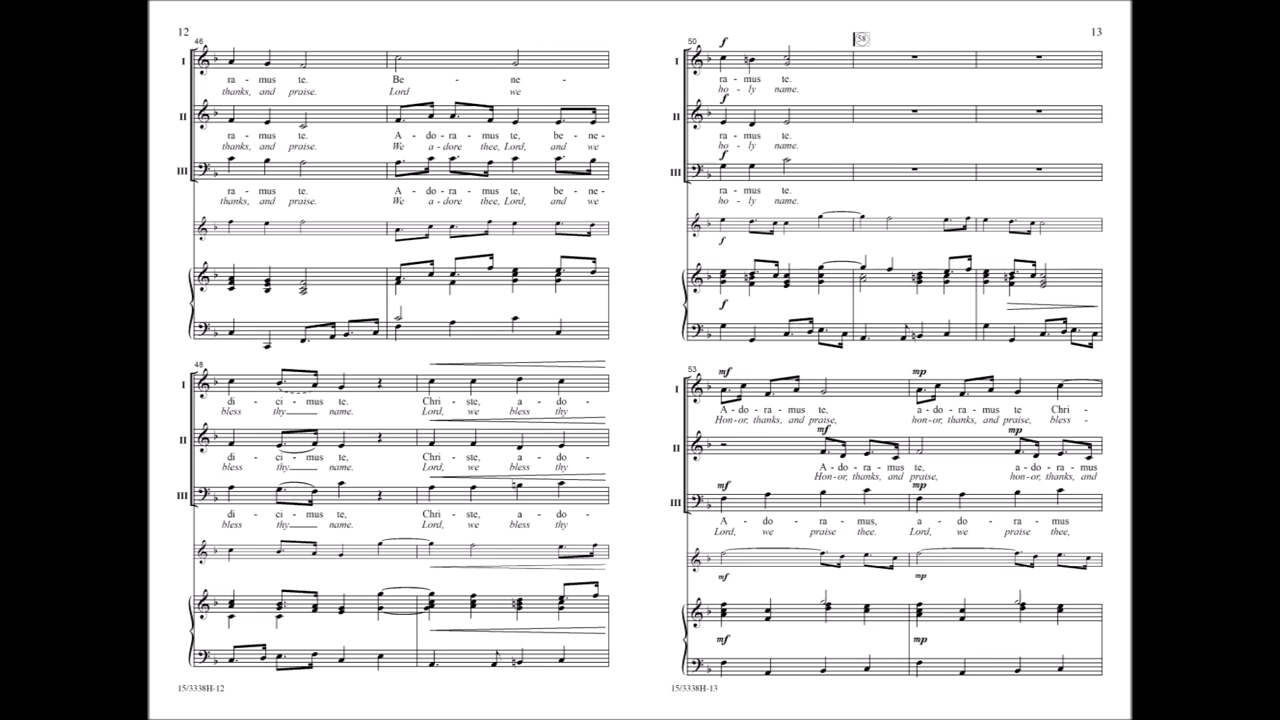 12
46
I
ra - mus te. Be - ne -
thanks, and praise. Lord we
II
ra - mus te. A - do - ra - mus te, be - ne -
thanks, and praise. We a - dore thee, Lord, and we
III
ra - mus te. A - do - ra - mus te, be - ne -
thanks, and praise. We a - dore thee, Lord, and we
48
I
di - ci - mus te. Chri - ste, a - do -
bless thy name. Lord, we bless thy
II
di - ci - mus te. Chri - ste, a - do -
bless thy name. Lord, we bless thy
III
di - ci - mus te, Chri - ste, a - do -
bless thy name. Lord, we bless thy
15/3338H-12
13
50
f
58
I
ra - mus te.
ho - ly name.
f
II
ra - mus te.
ho - ly name.
f
III
ra - mus te.
ho - ly name.
f
f
53
mf mp
I
A - do - ra - mus te, a - do - ra - mus te Chri -
Hon - or, thanks, and praise, hon - or, thanks, and praise, bless -
mf mp
II
A - do - ra - mus te, a - do - ra - mus
Hon - or, thanks, and praise, hon - or, thanks, and
mf mp
III
A - do - ra - mus, a - do - ra - mus
Lord, we praise thee. Lord, we praise thee,
mf mp
mf mp
15/3338H-13